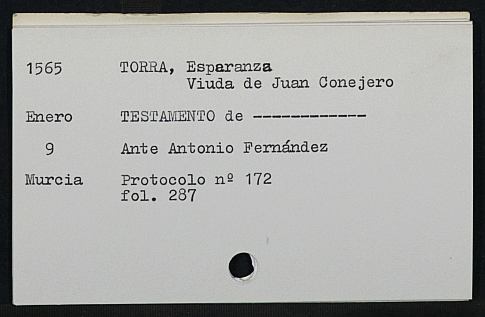 1565 TORRA, Esperanza
Viuda de Juan Conejero
Enero TESTAMENTO de ------------
9 Ante Antonio Fernández
Murcia Protocolo nº 172
fol. 287